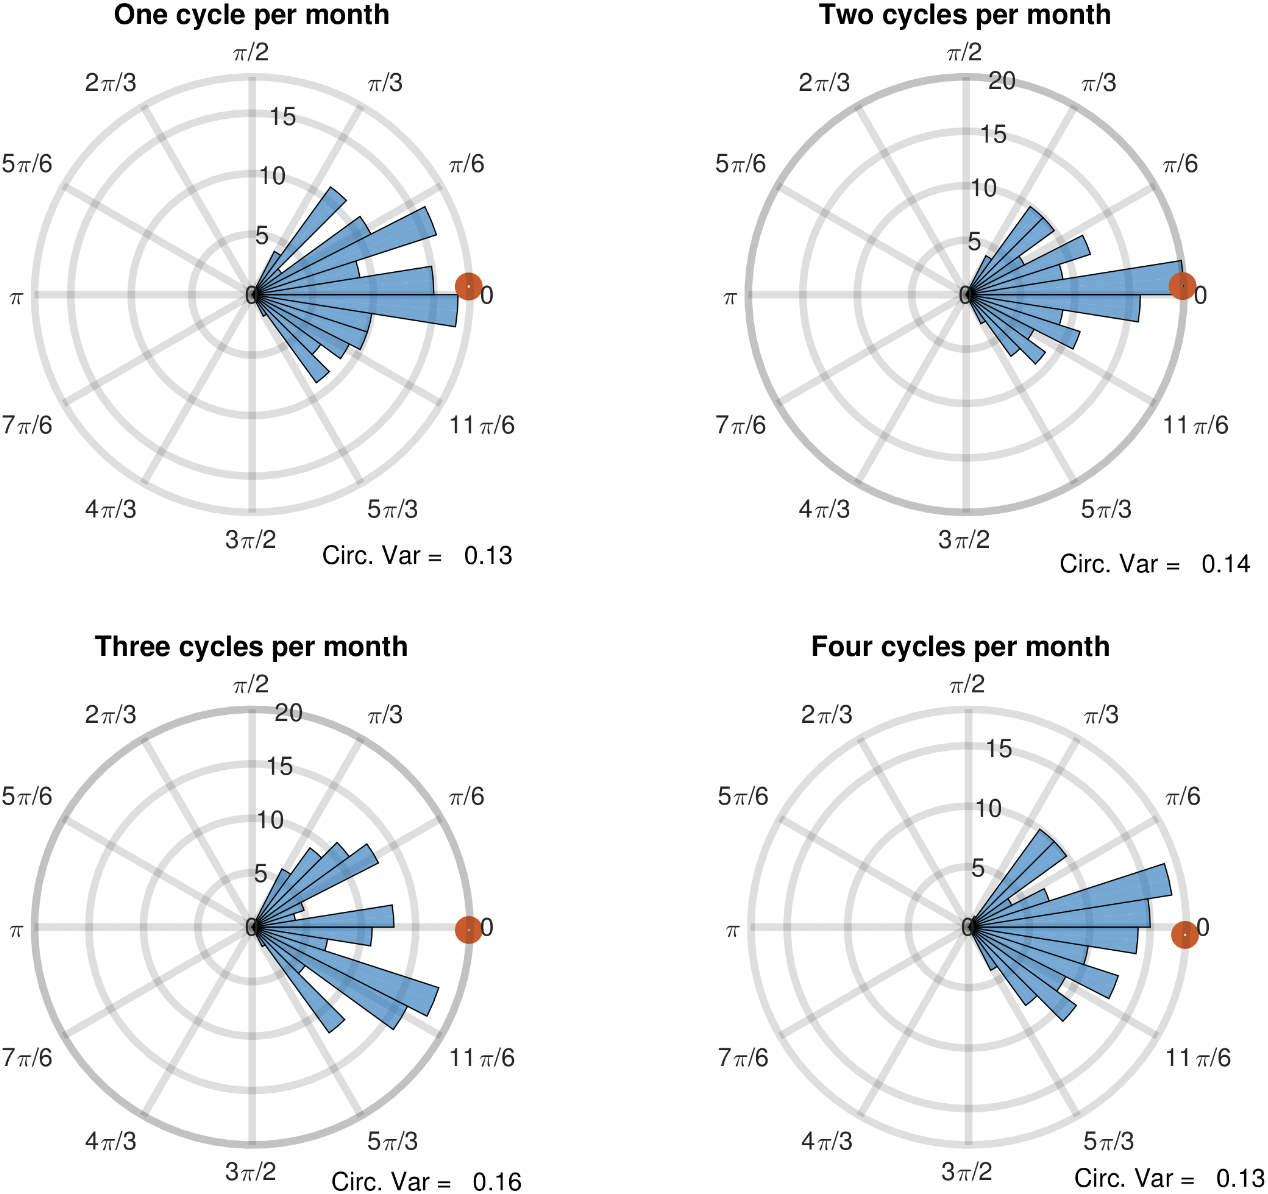 One cycle per month
π/2
2π/3
π/3
15
5π/6
π/6
10
5
π
0
0
7π/6
11π/6
4π/3
5π/3
3π/2
Circ. Var = 0.13
Two cycles per month
π/2
2π/3
20
π/3
15
5π/6
π/6
10
5
π
0
0
7π/6
11π/6
4π/3
5π/3
3π/2
Circ. Var = 0.14
Three cycles per month
π/2
2π/3
20
π/3
15
5π/6
π/6
10
5
π
0
0
7π/6
11π/6
4π/3
5π/3
3π/2
Circ. Var = 0.16
Four cycles per month
π/2
2π/3
π/3
15
5π/6
π/6
10
5
π
0
0
7π/6
11π/6
4π/3
5π/3
3π/2
Circ. Var = 0.13